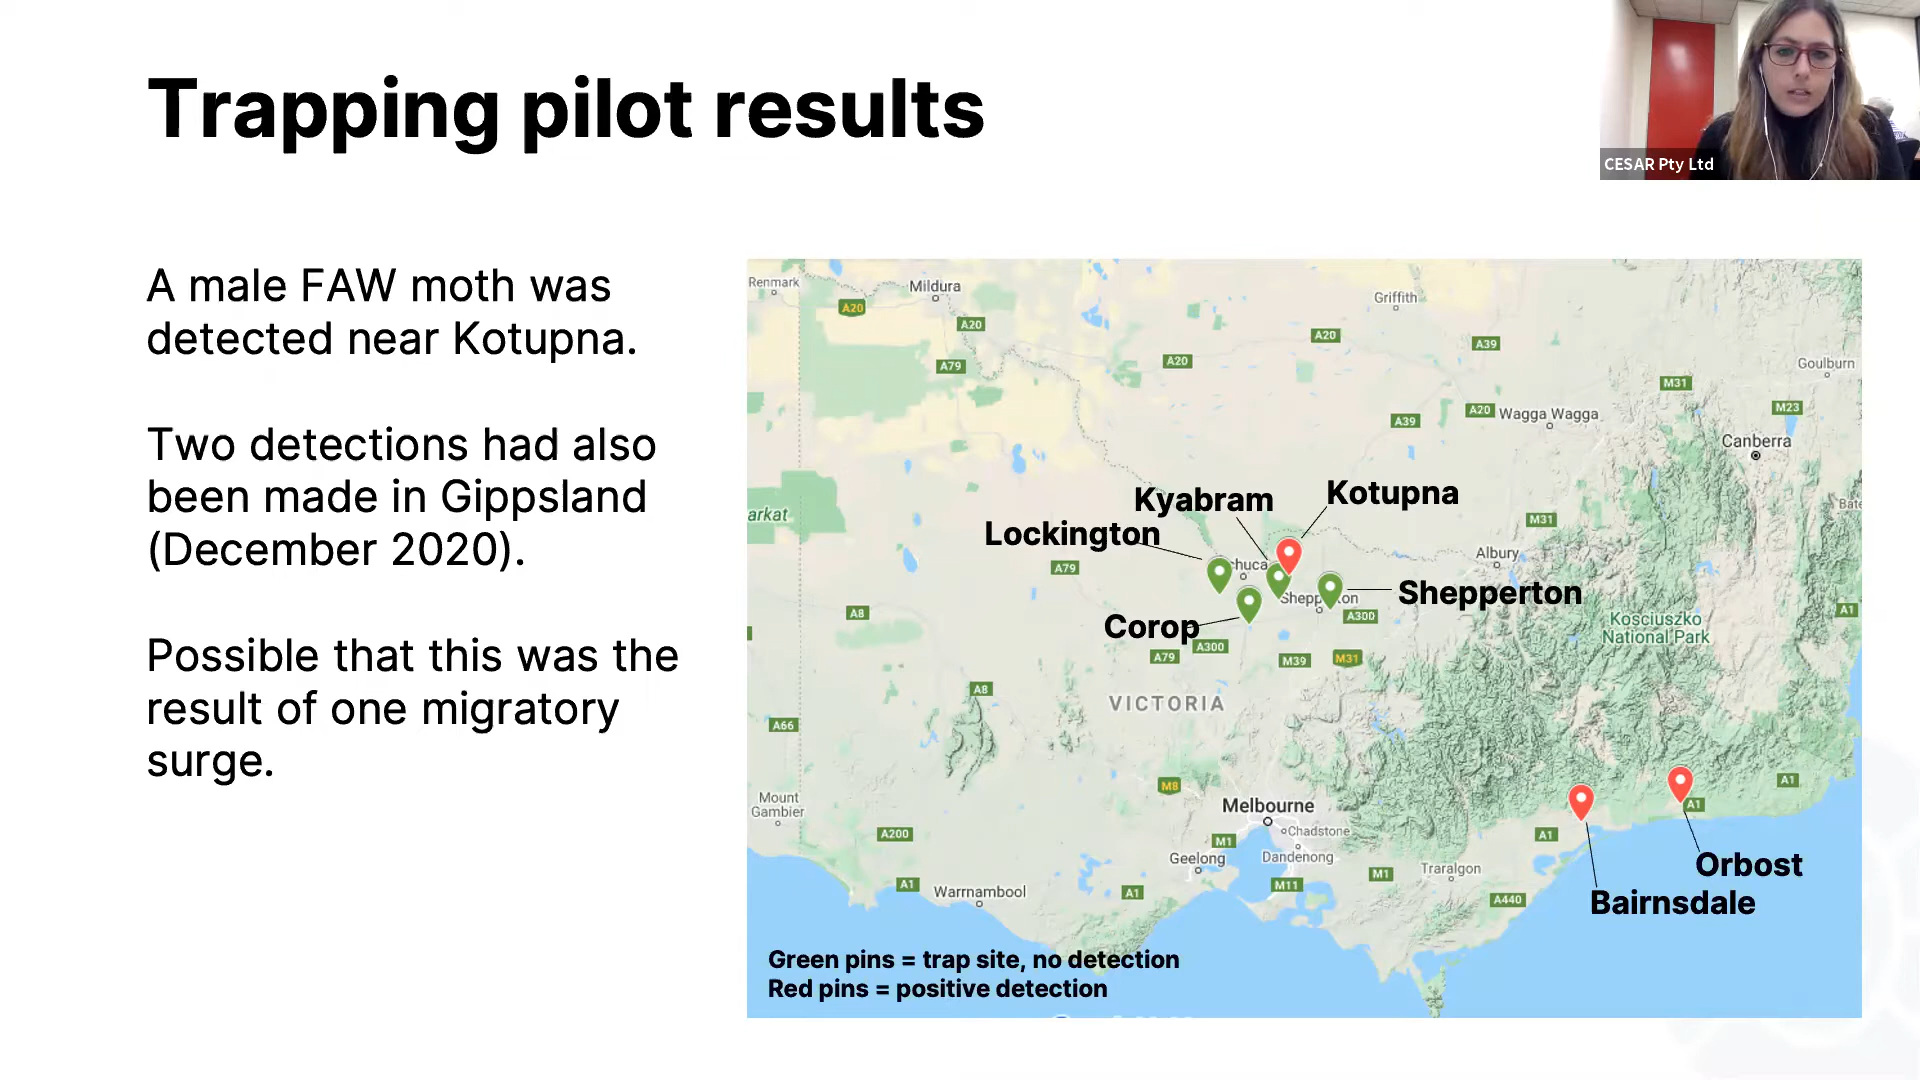 Trapping pilot results
CESAR Pty Ltd
A male FAW moth was
detected near Kotupna.
Two detections had also
been made in Gippsland
(December 2020).
Possible that this was the
result of one migratory
surge.
Renmark
Mildura
Griffith
A20
A20
A20
A20
A39
A79
Goulburn
M31
M23
A39
A20
Wagga Wagga
Canberra
Kyabram
Kotupna
arkat
Bate
M31
Lockington
Albury
chuca
A79
Shepperton
Shepp
on
A8
A300
A1
Corop
Kosciuszko
National Park
A300
A79
M39
M31
A8
VICTORIA
A66
M8
Mount
Gambier
Melbourne
A1
A1
Chadstone
A200
M1
A1
Geelong
Dandenong
Traralgon
Orbost
A1
Warrnambool
A1
M11
M1
A440
Bairnsdale
Green pins = trap site, no detection
Red pins = positive detection